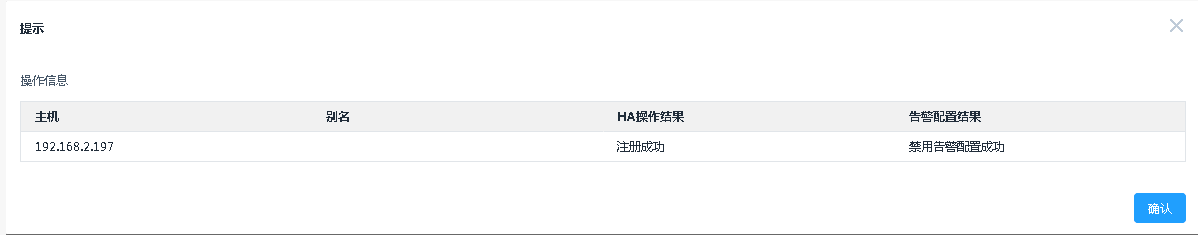 提示
操作信息
主机 别名 HA操作结果 告警配置结果
192.168.2.197 注册成功 禁用告警配置成功
确认